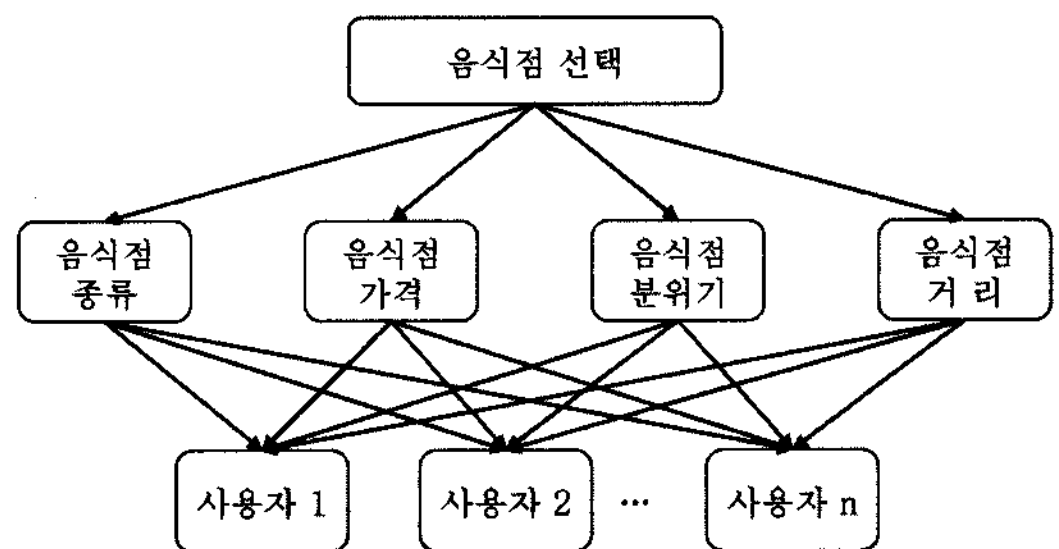 음식점 선택
음식점 음식점 음식점 음식점
종류 가격 분위기 거 리
사용자 1 사용자 2 … 사용자 n